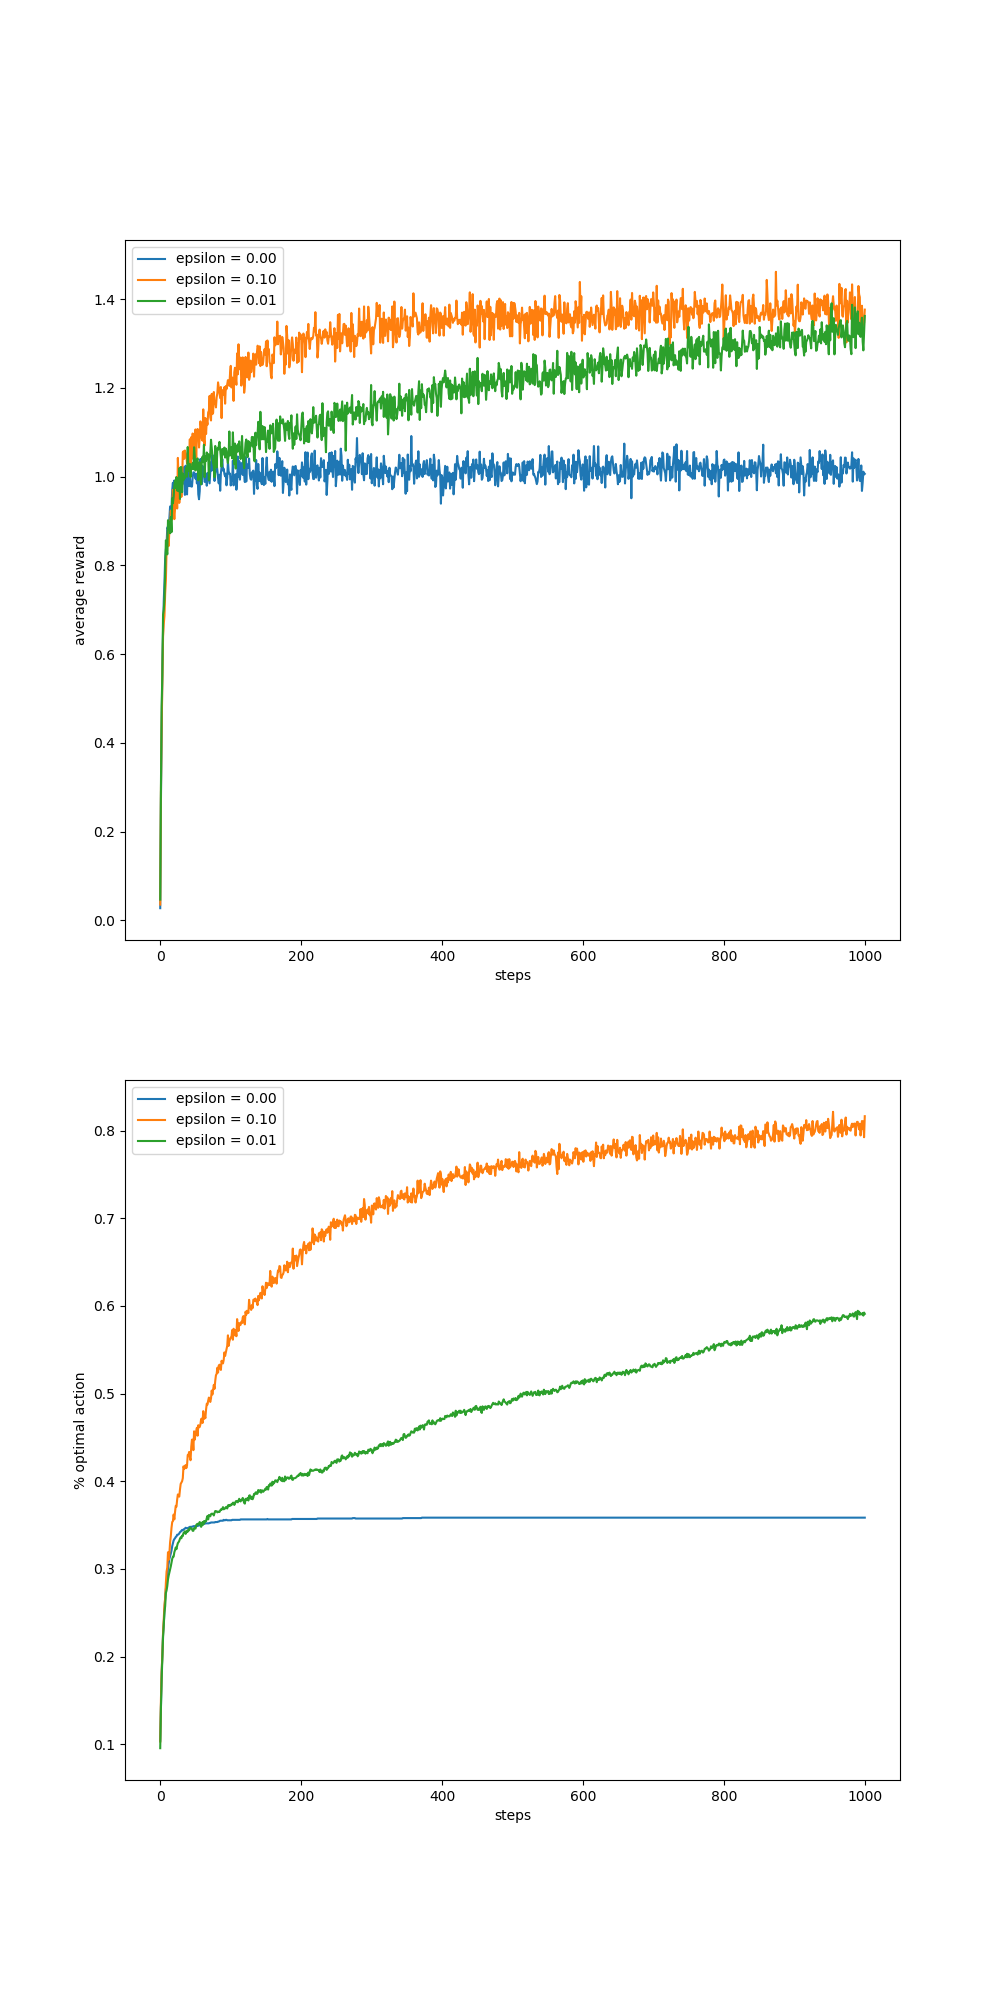 epsilon = 0.00
epsilon = 0.10
epsilon = 0.01
1.4
1.2
1.0
0.8
0.6
0.4
0.2
0.0
average reward
0 200 400 600 800 1000
steps
epsilon = 0.00
epsilon = 0.10
epsilon = 0.01
0.8
0.7
0.6
0.5
0.4
0.3
0.2
0.1
% optimal action
0 200 400 600 800 1000
steps